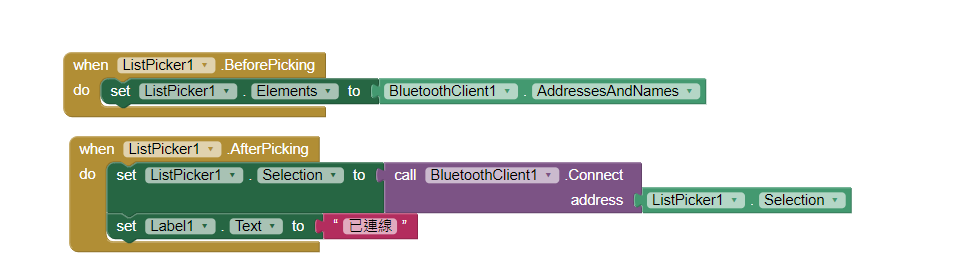 when ListPicker1 .BeforePicking
do set ListPicker1 . Elements to BluetoothClient1 . AddressesAndNames
when ListPicker1 .AfterPicking
do set ListPicker1 . Selection to call BluetoothClient1 .Connect
address ListPicker1 . Selection
set Label1 . Text to “ 已連線 ”